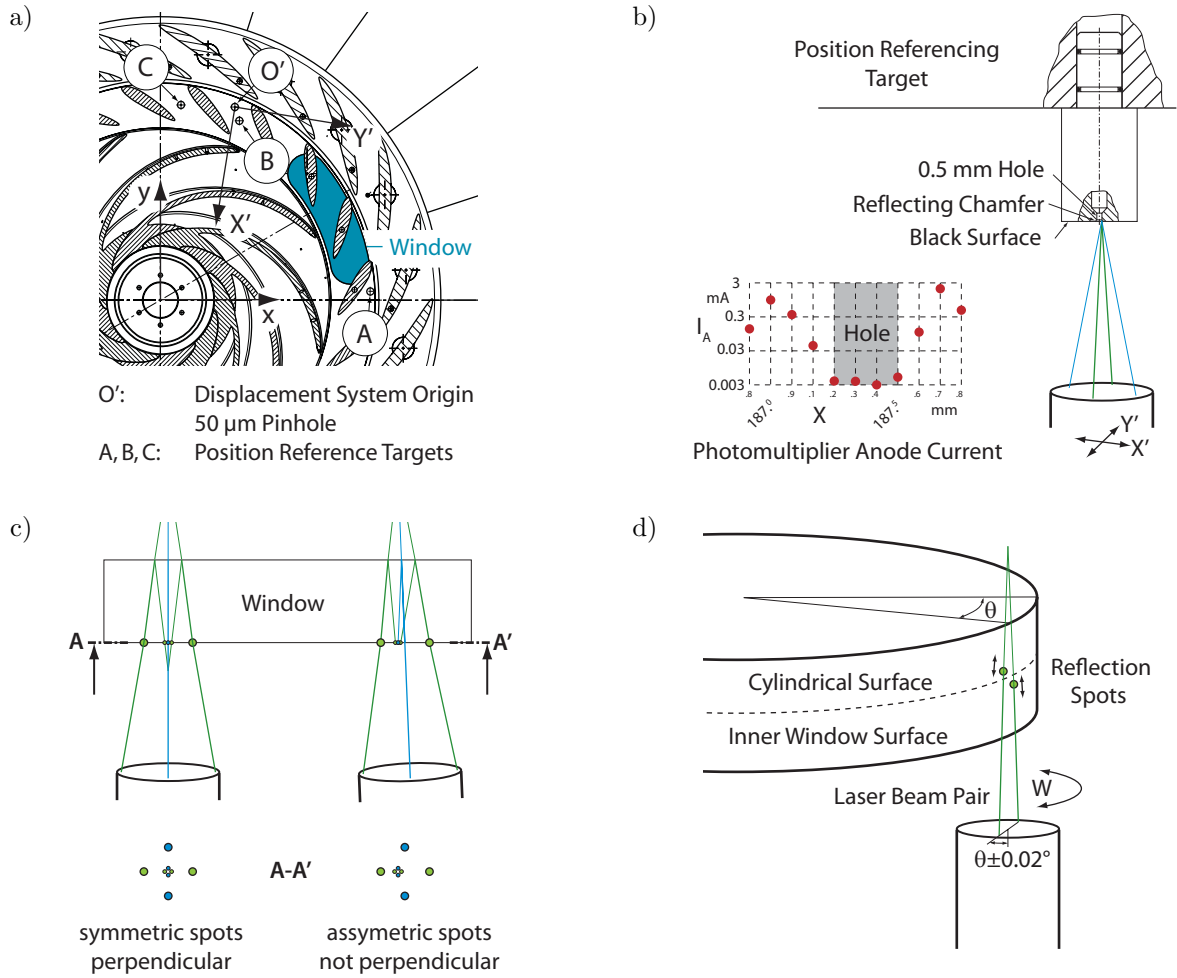 a)
C
O'
Y'
B
y
X'
Window
x
A
O': Displacement System Origin
50 µm Pinhole
A, B, C: Position Reference Targets
b)
Position Referencing
Target
0.5 mm Hole
Reflecting Chamfer
Black Surface
3
mA
0.3
I_A
Hole
0.03
0.003
.8 187.0 .9 .1 .2 .3 .4 187.5 .6 .7 .8
X
mm
Y'
X'
Photomultiplier Anode Current
c)
Window
A
A'
A-A'
symmetric spots
perpendicular
assymetric spots
not perpendicular
d)
θ
Cylindrical Surface
Reflection
Spots
Inner Window Surface
Laser Beam Pair
W
θ±0.02°